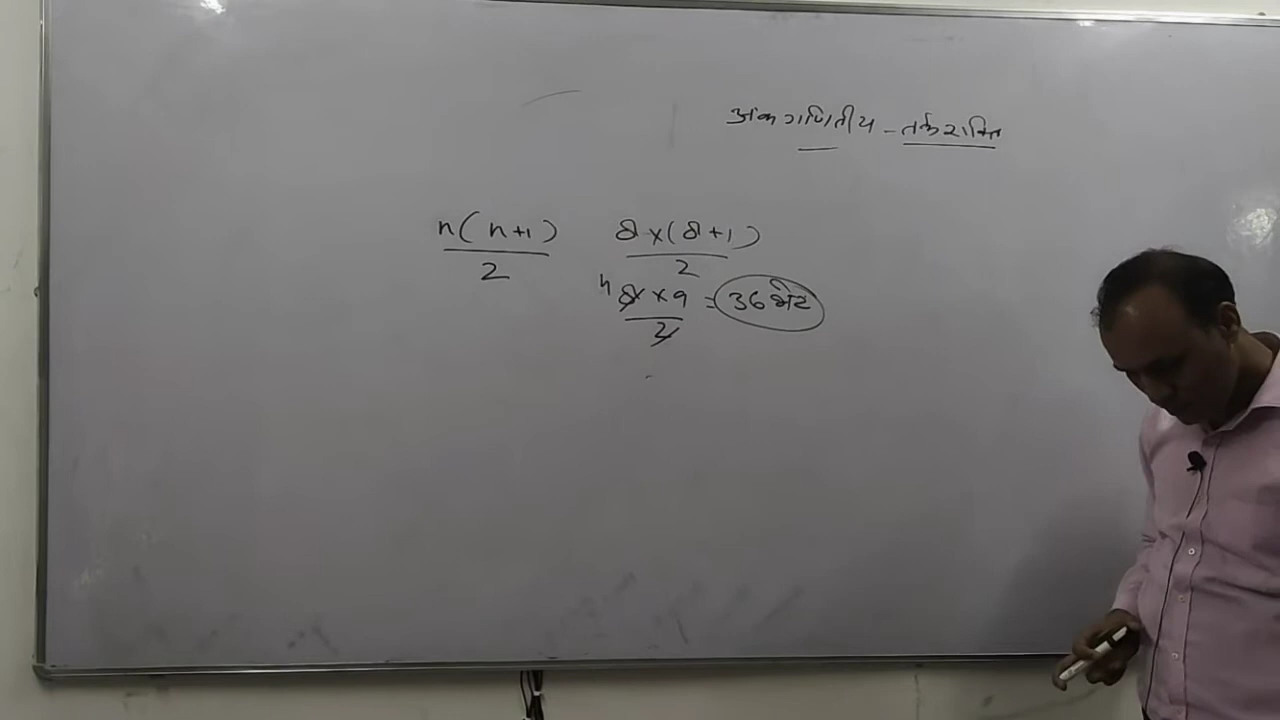 अंकगणितीय - तर्कशक्ति
n(n+1)/2 8×(8+1)/2
4 8×9/2 = 36 भेट